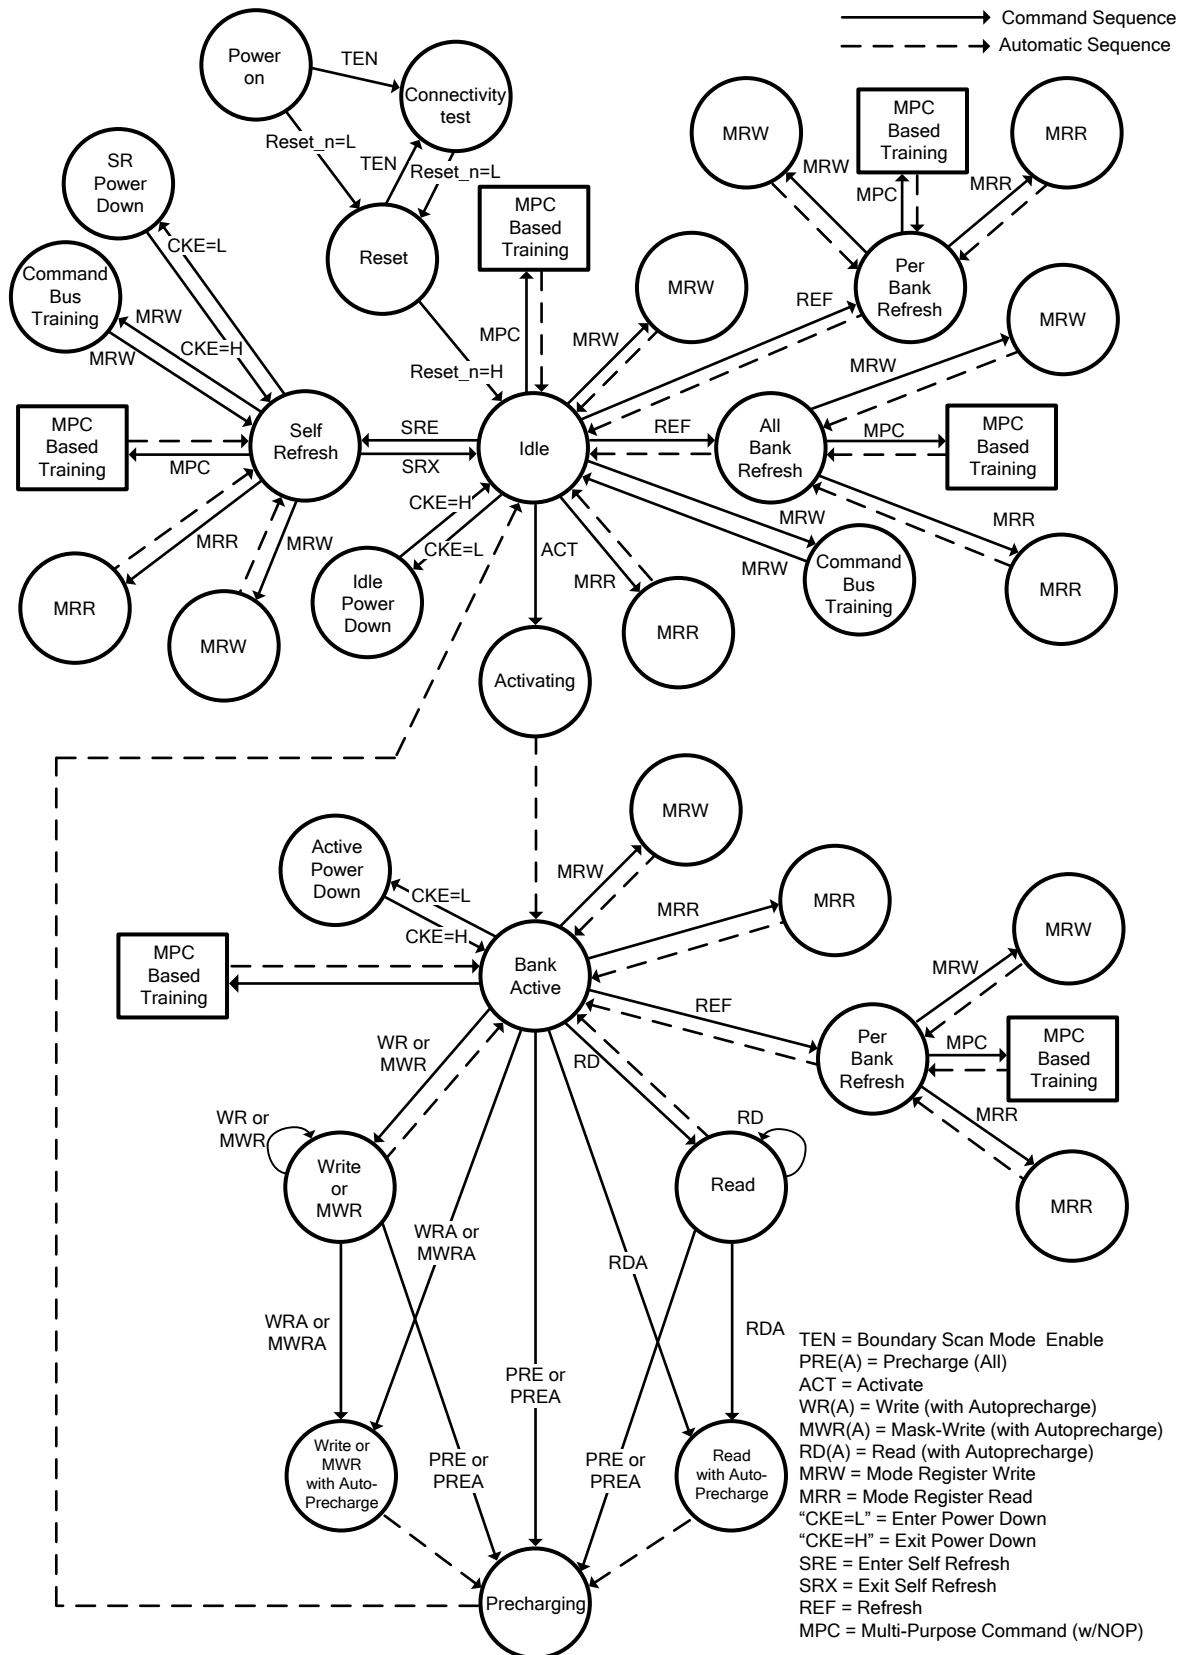 Command Sequence
Automatic Sequence
Power
on
TEN
Connectivity
test
Reset_n=L
TEN
Reset_n=L
Reset
Reset_n=H
SR
Power
Down
CKE=L
Command
Bus
Training
MRW
CKE=H
MRW
MPC
Based
Training
MPC
Self
Refresh
MRR
MRW
MRR
MRW
SRE
SRX
MPC
Based
Training
MPC
MRW
MRW
Idle
CKE=H
CKE=L
Idle
Power
Down
ACT
MRR
MRR
Activating
REF
MRW
MRW
MPC
Based
Training
MPC
MRR
MRR
Per
Bank
Refresh
REF
All
Bank
Refresh
MRW
MRW
MPC
MPC
Based
Training
MRR
MRR
MRW
MRW
Command
Bus
Training
Active
Power
Down
CKE=L
CKE=H
MPC
Based
Training
Bank
Active
MRW
MRW
MRR
MRR
REF
Per
Bank
Refresh
MRW
MRW
MPC
MPC
Based
Training
MRR
MRR
WR or
MWR
RD
WR or
MWR
Write
or
MWR
RD
Read
WRA or
MWRA
RDA
WRA or
MWRA
RDA
PRE or
PREA
PRE or
PREA
PRE or
PREA
Write or
MWR
with Auto-
Precharge
Read
with Auto-
Precharge
Precharging
TEN = Boundary Scan Mode Enable
PRE(A) = Precharge (All)
ACT = Activate
WR(A) = Write (with Autoprecharge)
MWR(A) = Mask-Write (with Autoprecharge)
RD(A) = Read (with Autoprecharge)
MRW = Mode Register Write
MRR = Mode Register Read
“CKE=L” = Enter Power Down
“CKE=H” = Exit Power Down
SRE = Enter Self Refresh
SRX = Exit Self Refresh
REF = Refresh
MPC = Multi-Purpose Command (w/NOP)